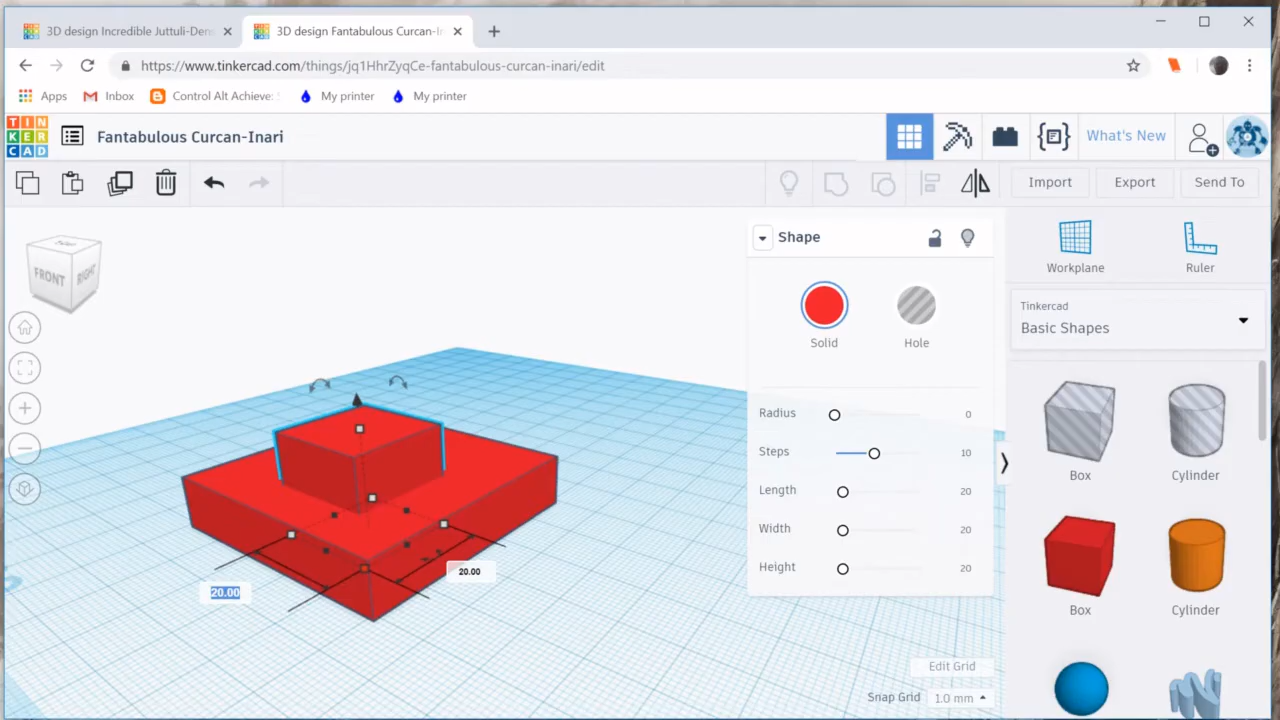 3D design Incredible Juttuli-Den
3D design Fantabulous Curcan-In
https://www.tinkercad.com/things/jq1HhrZyqCe-fantabulous-curcan-inari/edit
Apps
Inbox
Control Alt Achieve:
My printer
My printer
TIN
KER
CAD
Fantabulous Curcan-Inari
What's New
Import
Export
Send To
FRONT
RIGHT
Shape
Solid
Hole
Radius 0
Steps 10
Length 20
Width 20
Height 20
Workplane
Ruler
Tinkercad
Basic Shapes
Box
Cylinder
Box
Cylinder
20.00
20.00
Edit Grid
Snap Grid 1.0 mm